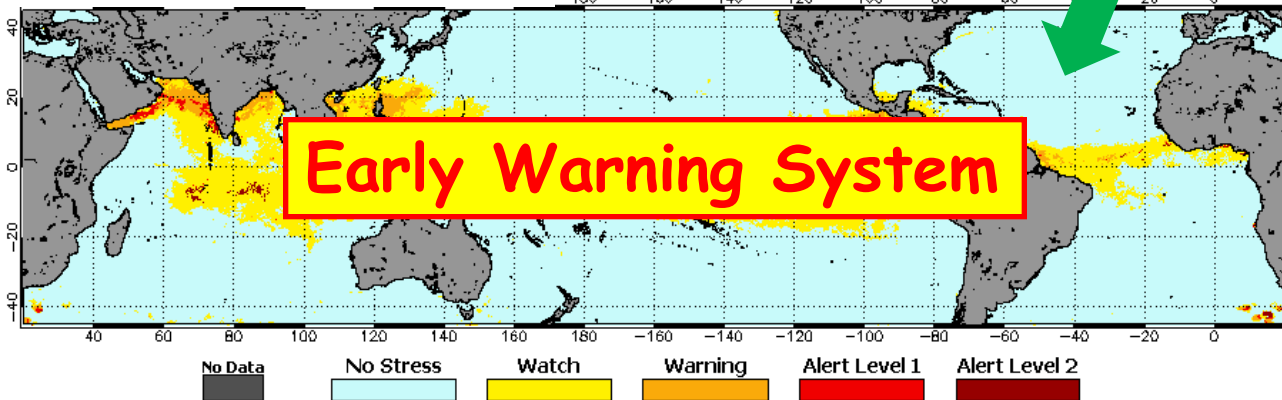 40
20
0
-20
-40
Early Warning System
40 60 80 100 120 140 160 180 -160 -140 -120 -100 -80 -60 -40 -20 0
No Data No Stress Watch Warning Alert Level 1 Alert Level 2